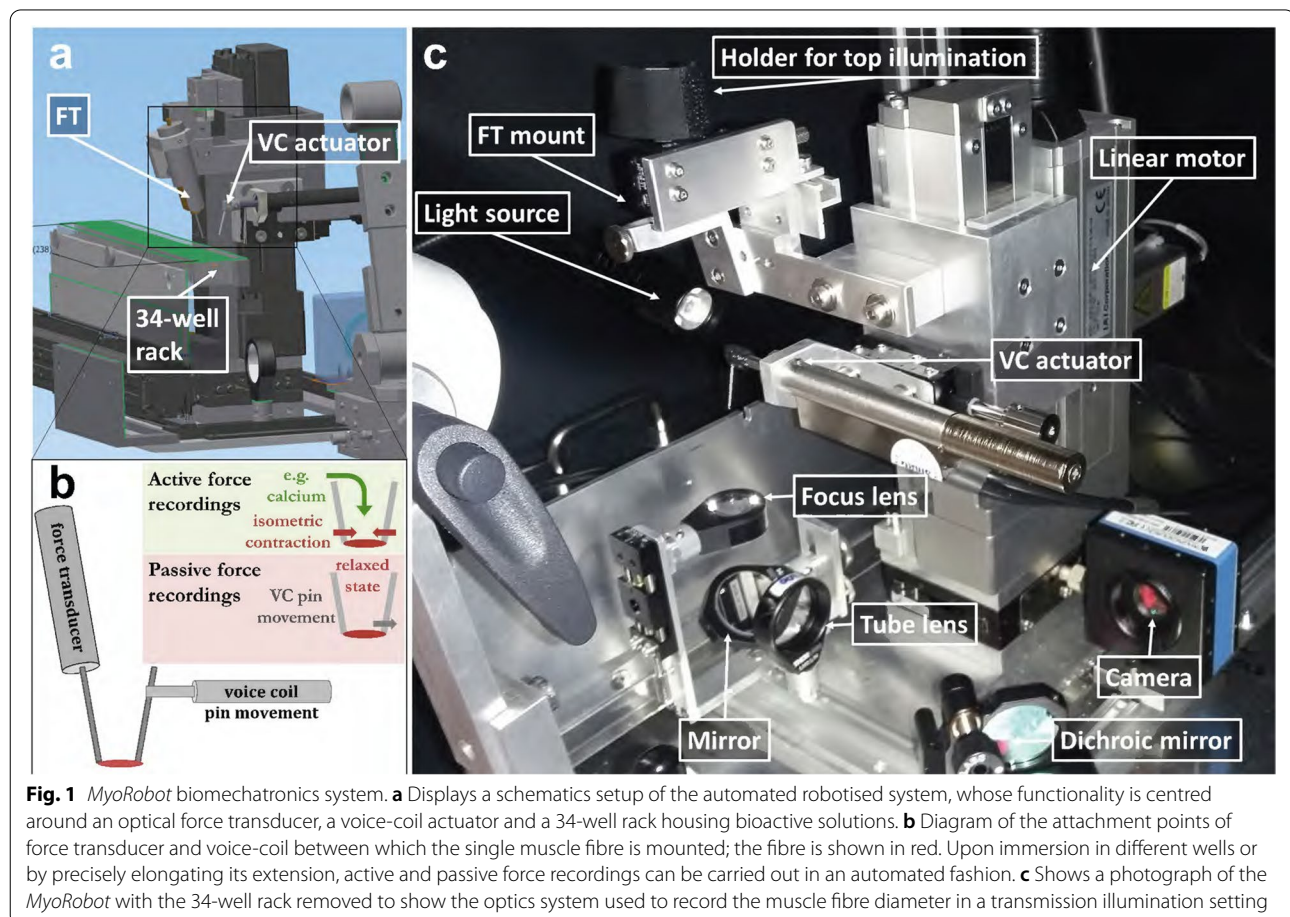 a
FT
VC actuator
(238)
34-well
rack
b
force transducer
Active force
recordings
e.g.
calcium
isometric
contraction
Passive force
recordings
relaxed
state
VC pin
movement
voice coil
pin movement
c
Holder for top illumination
FT mount
Light source
Linear motor
VC actuator
Focus lens
Tube lens
Camera
Mirror
Dichroic mirror
Fig. 1 MyoRobot biomechatronics system. a Displays a schematics setup of the automated robotised system, whose functionality is centred
around an optical force transducer, a voice-coil actuator and a 34-well rack housing bioactive solutions. b Diagram of the attachment points of
force transducer and voice-coil between which the single muscle fibre is mounted; the fibre is shown in red. Upon immersion in different wells or
by precisely elongating its extension, active and passive force recordings can be carried out in an automated fashion. c Shows a photograph of the
MyoRobot with the 34-well rack removed to show the optics system used to record the muscle fibre diameter in a transmission illumination setting